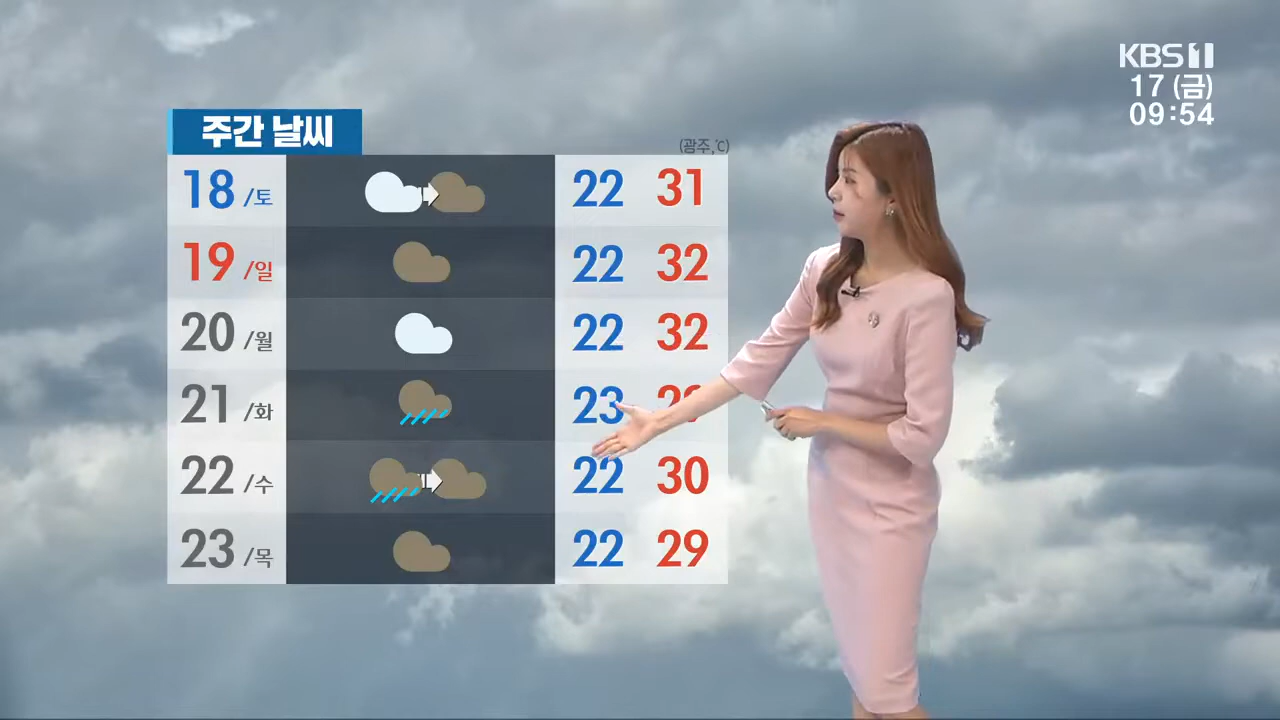 KBS 1
17 (금)
09:54
주간 날씨
(광주,℃)
18 /토 22 31
19 /일 22 32
20 /월 22 32
21 /화 23
22 /수 22 30
23 /목 22 29